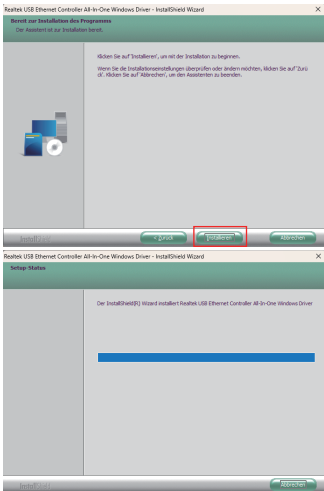 Realtek USB Ethernet Controller All-In-One Windows Driver - InstallShield Wizard
Bereit zur Installation des Programms
Der Assistent ist zur Installation bereit.
Klicken Sie auf 'Installieren', um mit der Installation zu beginnen.
Wenn Sie die Installationseinstellungen überprüfen oder ändern möchten, klicken Sie auf 'Zurü
ck'. Klicken Sie auf 'Abbrechen', um den Assistenten zu beenden.
InstallShield
< Zurück
Installieren
Abbrechen
Realtek USB Ethernet Controller All-In-One Windows Driver - InstallShield Wizard
Setup-Status
Der InstallShield(R) Wizard installiert Realtek USB Ethernet Controller All-In-One Windows Driver
InstallShield
Abbrechen